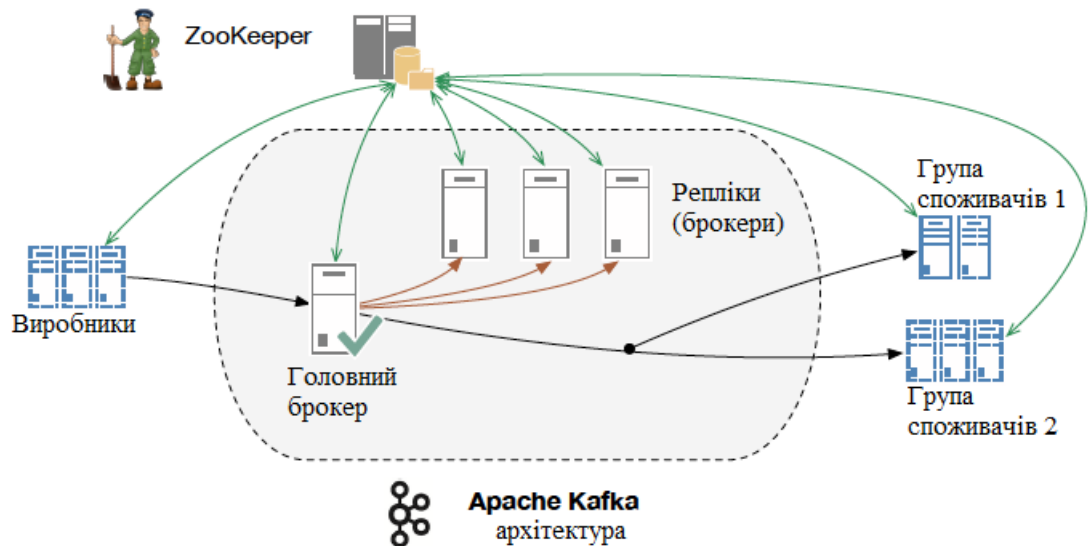 ZooKeeper
Репліки
(брокери)
Група
споживачів 1
Виробники
Головний
брокер
Група
споживачів 2
Apache Kafka
архітектура